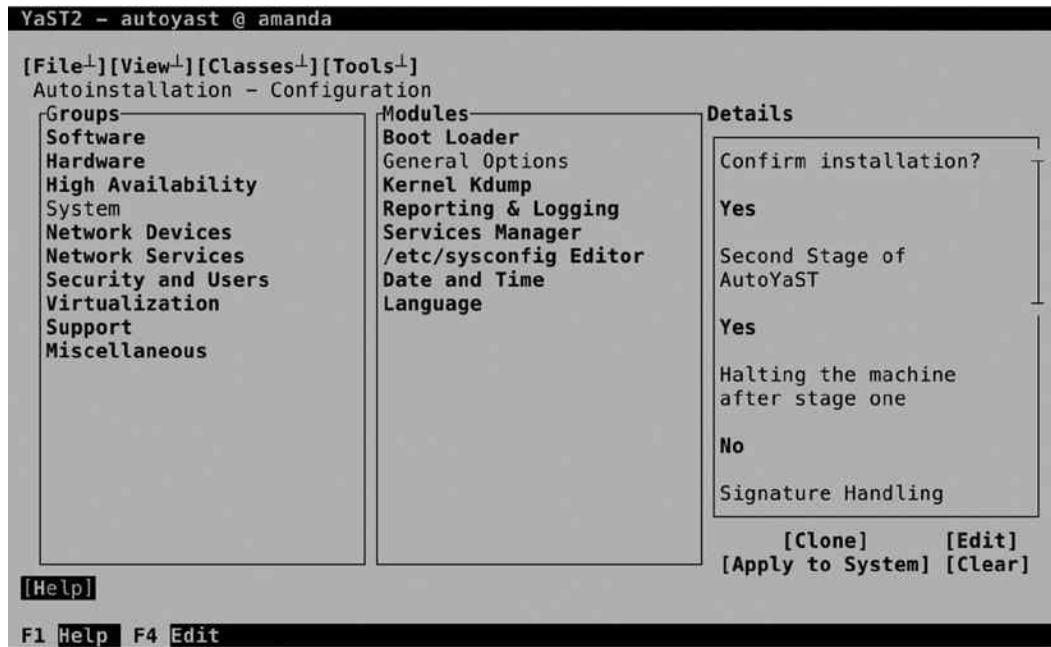 YaST2 – autoyast @ amanda
[File┴][View┴][Classes┴][Tools┴]
Autoinstallation – Configuration
Groups
Software
Hardware
High Availability
System
Network Devices
Network Services
Security and Users
Virtualization
Support
Miscellaneous
Modules
Boot Loader
General Options
Kernel Kdump
Reporting & Logging
Services Manager
/etc/sysconfig Editor
Date and Time
Language
Details
Confirm installation?
Yes
Second Stage of
AutoYaST
Yes
Halting the machine
after stage one
No
Signature Handling
[Clone] [Edit]
[Apply to System] [Clear]
[Help]
F1 Help F4 Edit